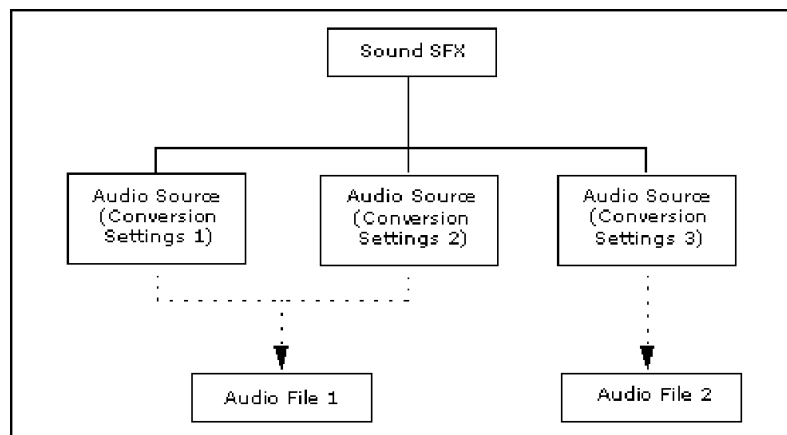 Sound SFX
Audio Source
(Conversion
Settings 1)
Audio Source
(Conversion
Settings 2)
Audio Source
(Conversion
Settings 3)
Audio File 1
Audio File 2